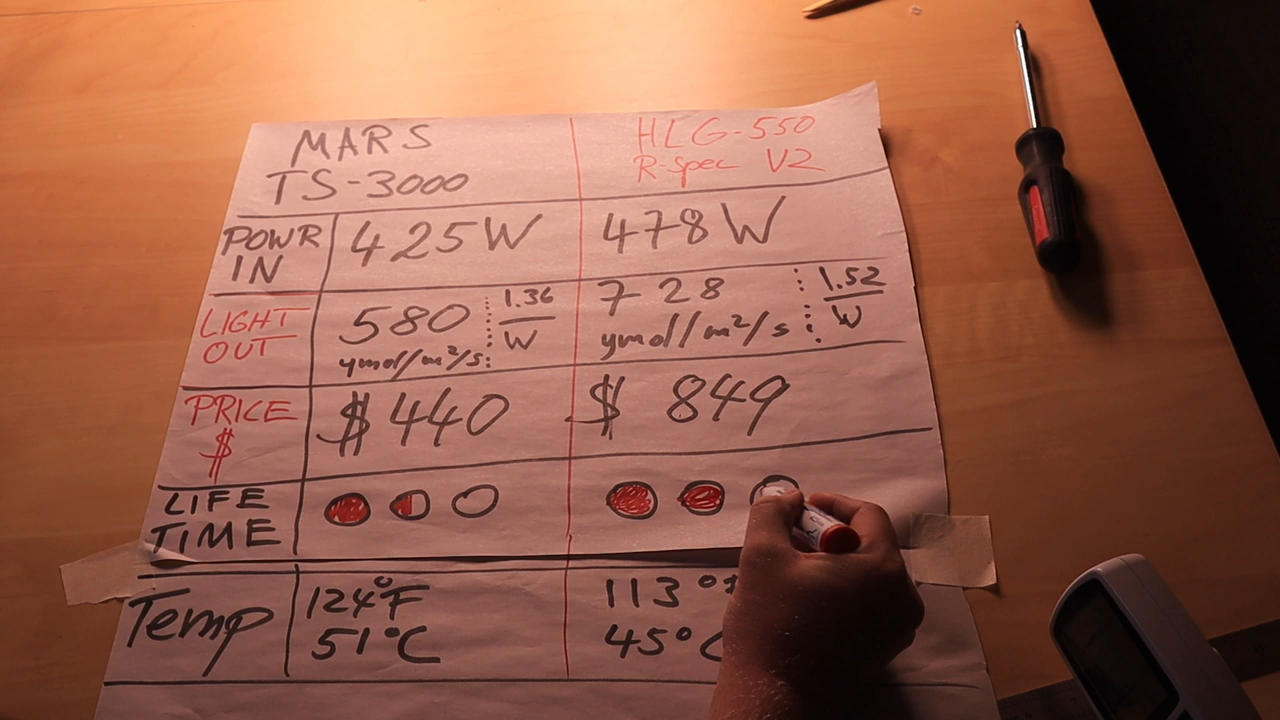 MARS
TS-3000
HLG-550
R-spec V2
POWR
IN
425W
478W
LIGHT
OUT
580
ymol/m²/s
1.36
W
728
ymol/m²/s
1.52
W
PRICE
$
$ 440
$ 849
LIFE
TIME
Temp
124°F
51°C
113°F
45°C